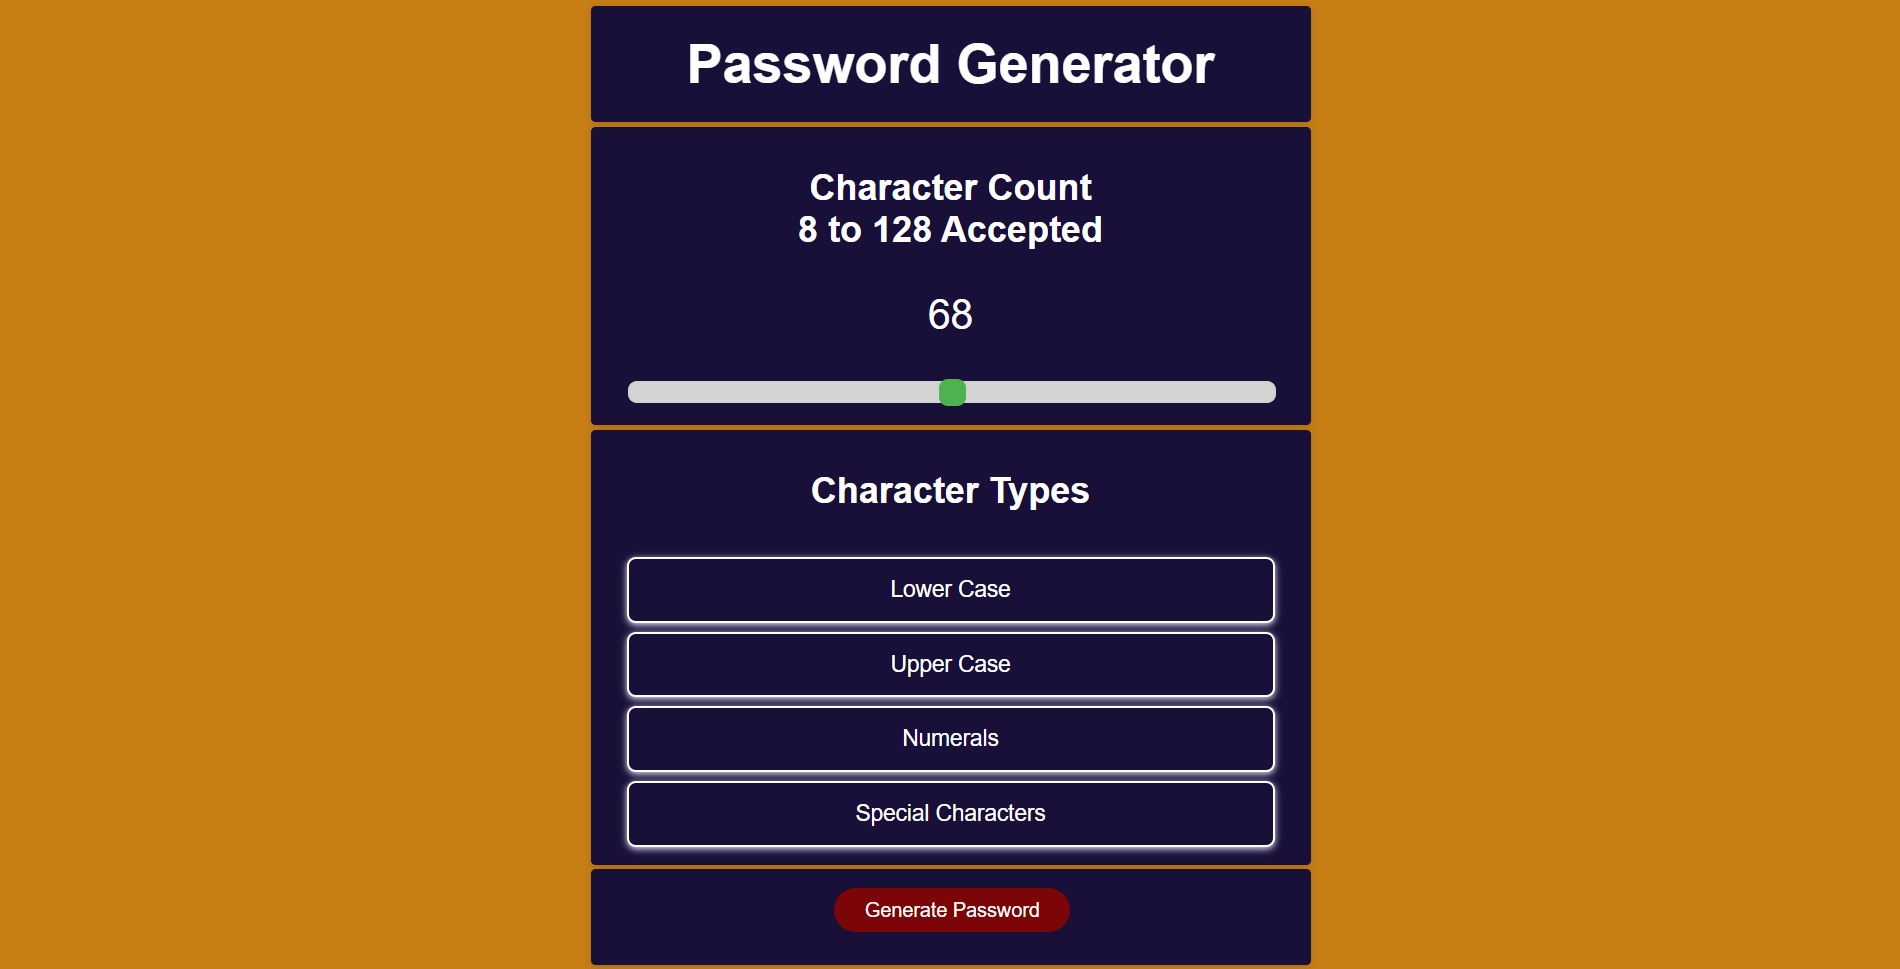 Password Generator
Character Count
8 to 128 Accepted
68
Character Types
Lower Case
Upper Case
Numerals
Special Characters
Generate Password